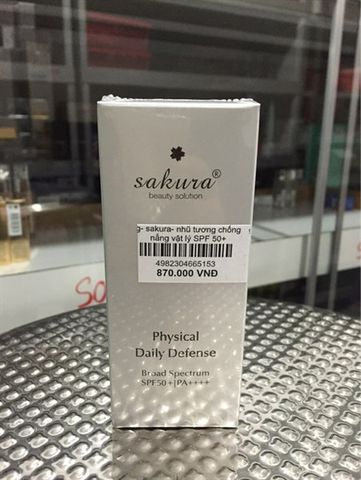 sakura®
beauty solution
g- sakura- nhũ tương chống
nắng vật lý SPF 50+
4982304665153
870.000 VNĐ
Physical
Daily Defense
Broad Spectrum
SPF50+|PA++++
SO